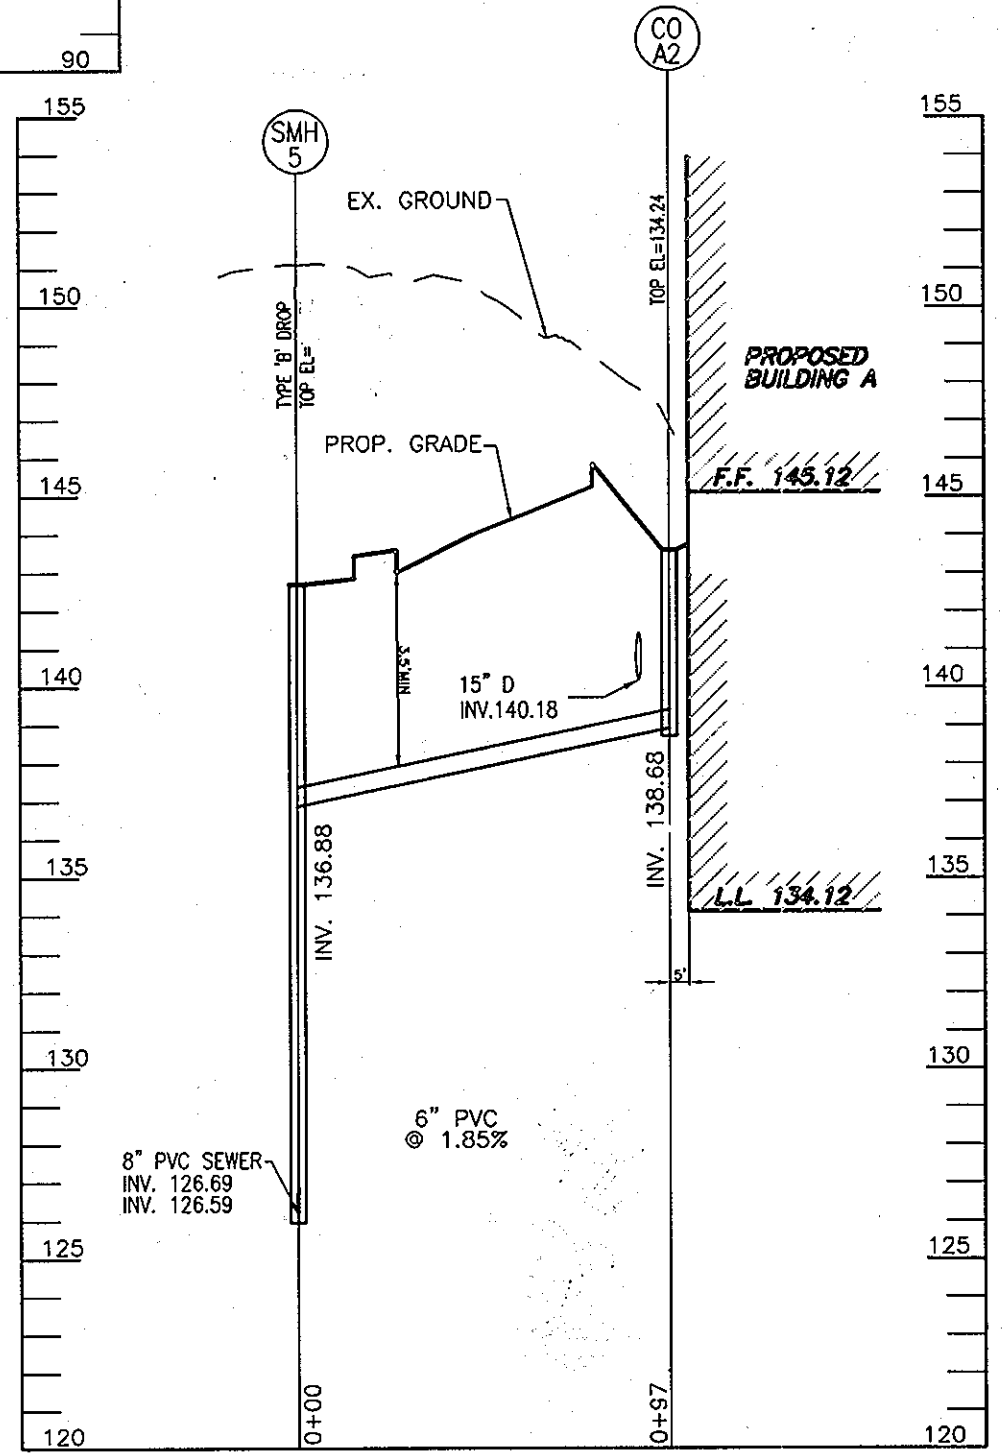 90
CO
A2
155
155
SMH
5
EX. GROUND
TOP EL=134.24
150
150
TYPE 'B' DROP
TOP EL=
PROPOSED
BUILDING A
PROP. GRADE
145
F.F. 145.12
145
3.5'MIN
140
15" D
INV.140.18
140
INV. 136.88
INV. 138.68
135
L.L. 134.12
135
5'
130
130
6" PVC
@ 1.85%
8" PVC SEWER
INV. 126.69
INV. 126.59
125
125
0+00
0+97
120
120